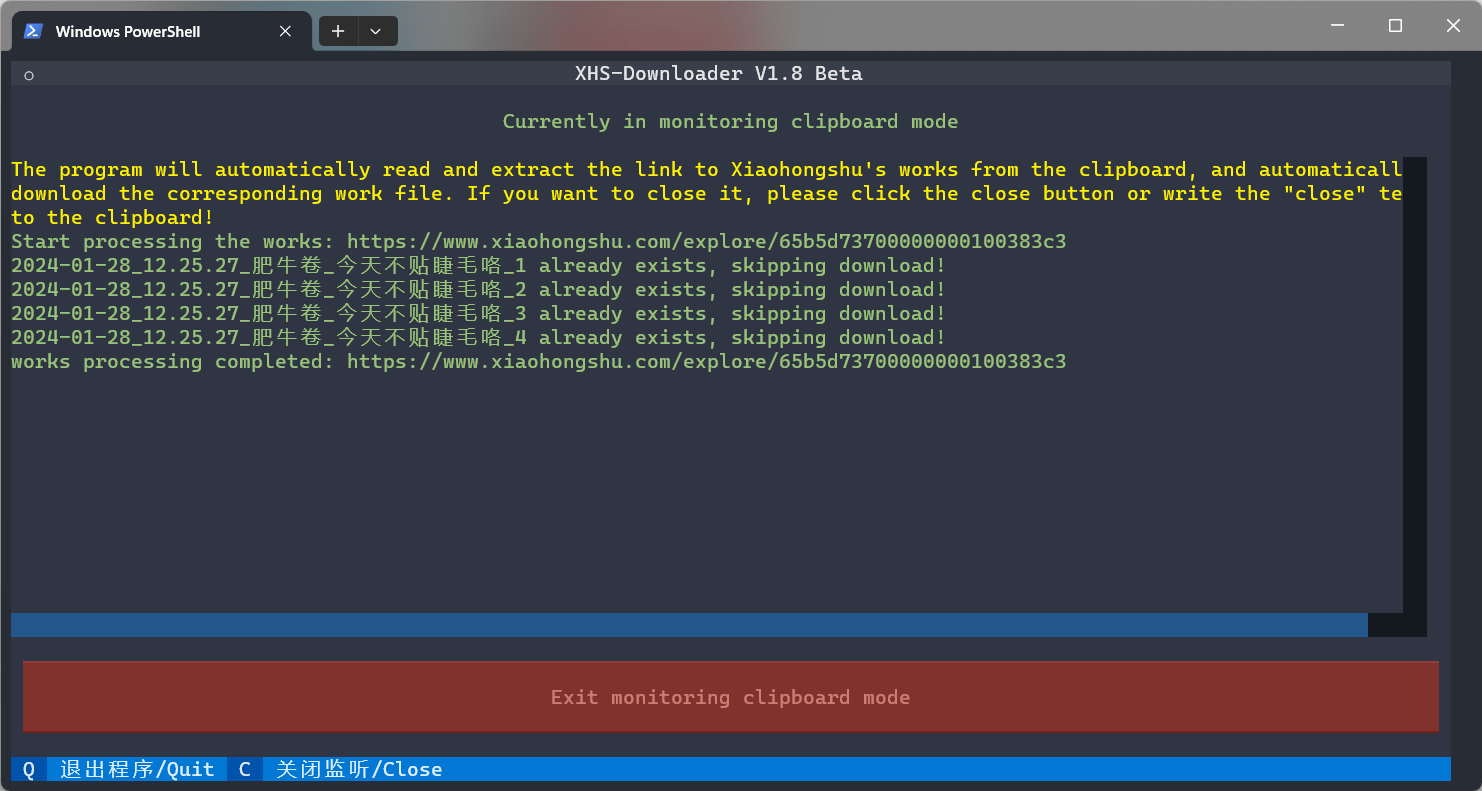 Windows PowerShell
XHS-Downloader V1.8 Beta
Currently in monitoring clipboard mode
The program will automatically read and extract the link to Xiaohongshu's works from the clipboard, and automaticall
download the corresponding work file. If you want to close it, please click the close button or write the "close" te
to the clipboard!
Start processing the works: https://www.xiaohongshu.com/explore/65b5d737000000000100383c3
2024-01-28_12.25.27_肥牛卷_今天不贴睫毛咯_1 already exists, skipping download!
2024-01-28_12.25.27_肥牛卷_今天不贴睫毛咯_2 already exists, skipping download!
2024-01-28_12.25.27_肥牛卷_今天不贴睫毛咯_3 already exists, skipping download!
2024-01-28_12.25.27_肥牛卷_今天不贴睫毛咯_4 already exists, skipping download!
works processing completed: https://www.xiaohongshu.com/explore/65b5d737000000000100383c3
Exit monitoring clipboard mode
Q 退出程序/Quit C 关闭监听/Close